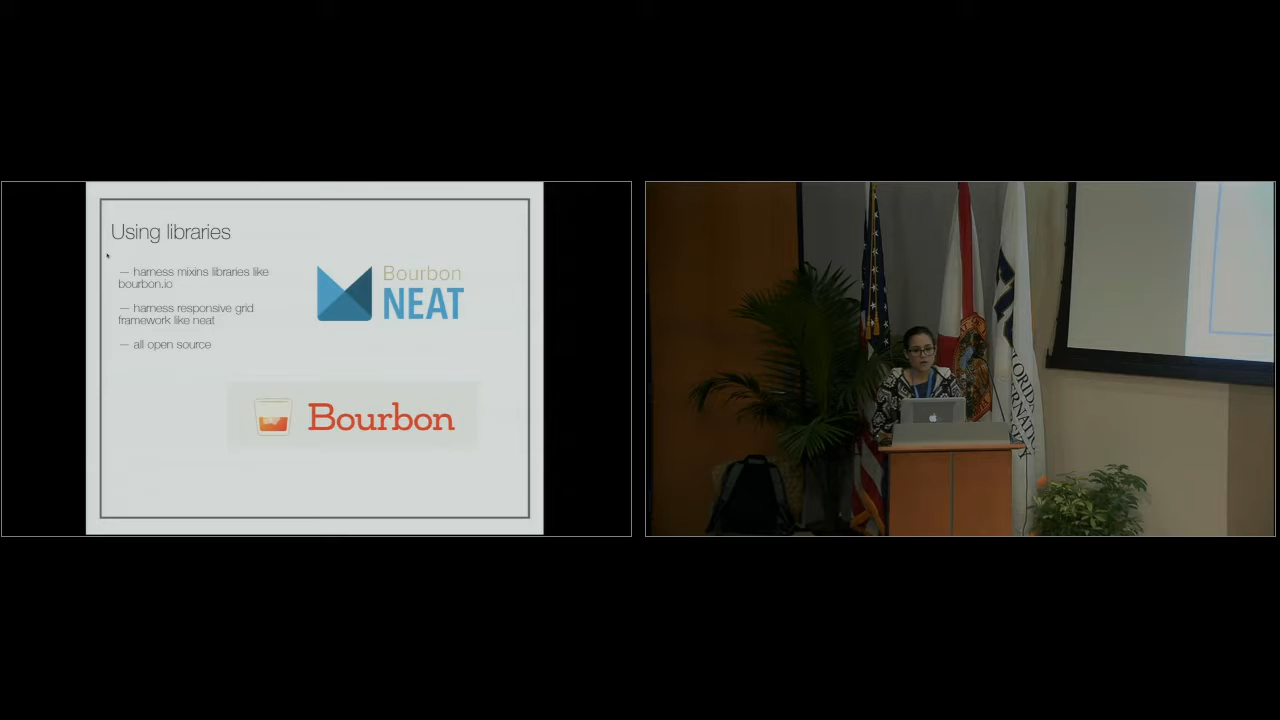 Using libraries
— harness mixins libraries like
bourbon.io
— harness responsive grid
framework like neat
— all open source
Bourbon
NEAT
Bourbon